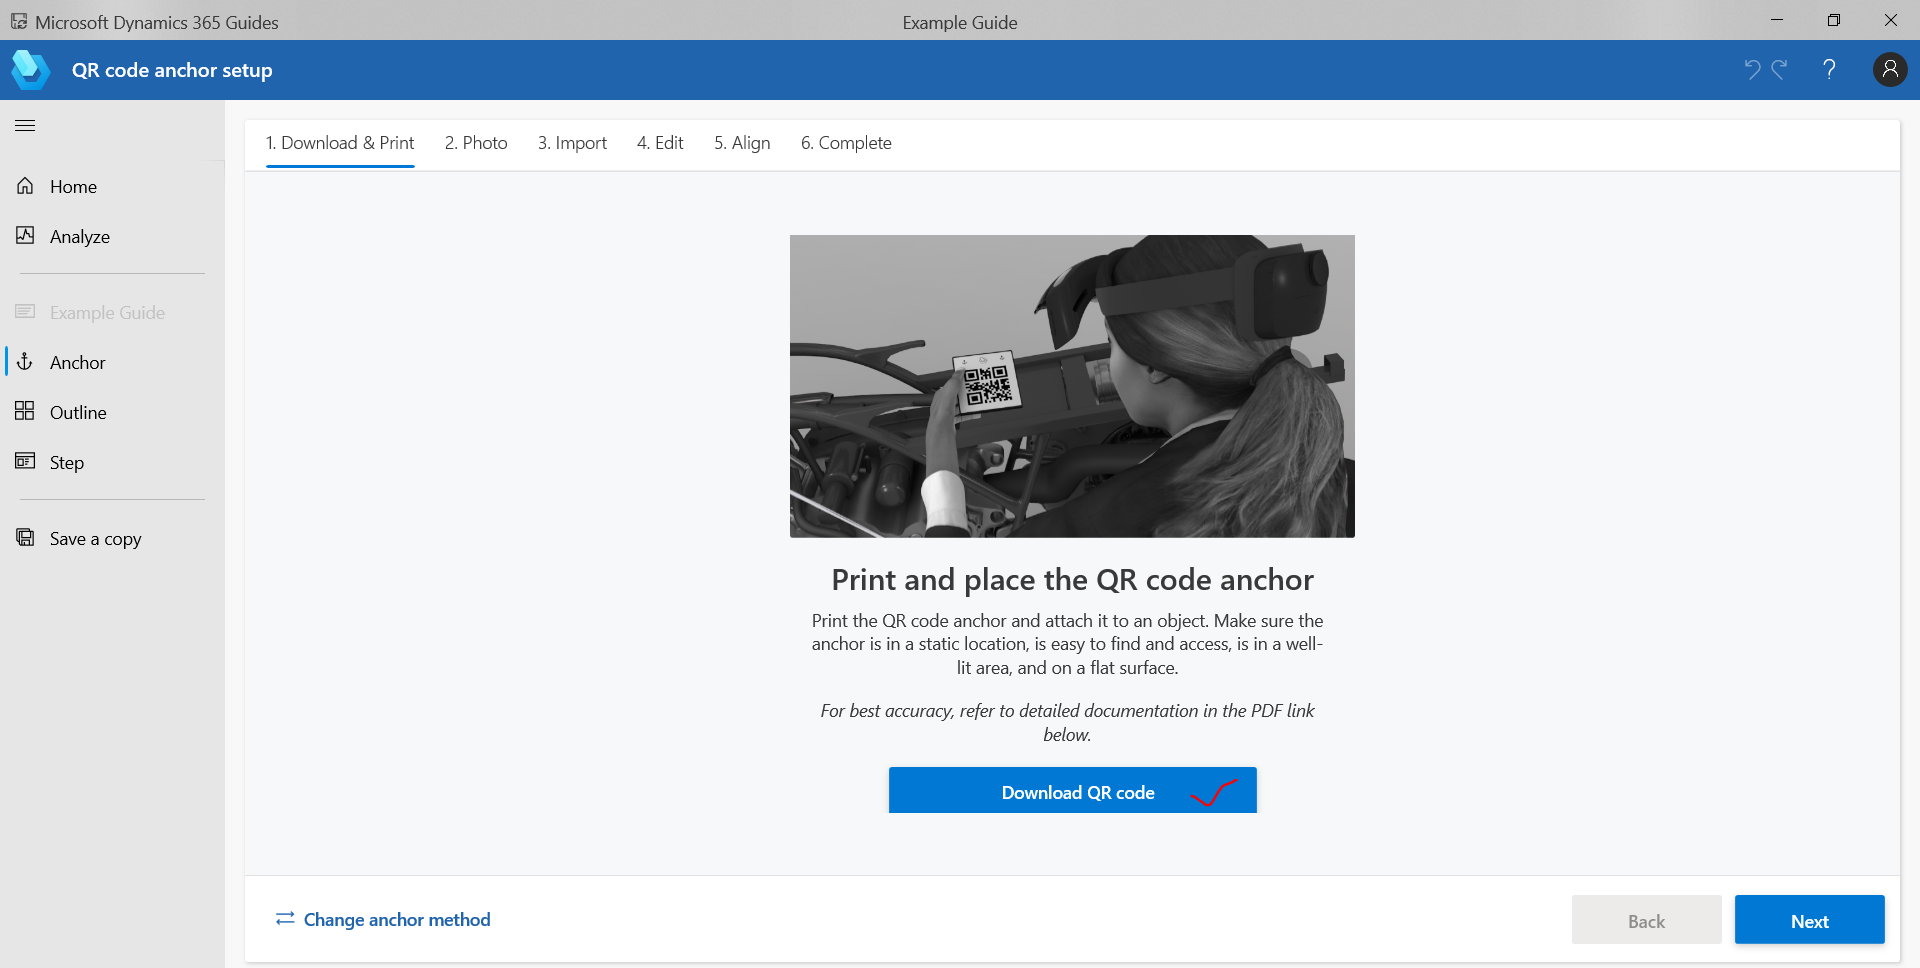 Microsoft Dynamics 365 Guides
Example Guide
QR code anchor setup
?
1. Download & Print
2. Photo
3. Import
4. Edit
5. Align
6. Complete
Home
Analyze
Example Guide
Anchor
Outline
Step
Save a copy
Print and place the QR code anchor
Print the QR code anchor and attach it to an object. Make sure the
anchor is in a static location, is easy to find and access, is in a well-
lit area, and on a flat surface.
For best accuracy, refer to detailed documentation in the PDF link
below.
Download QR code
Change anchor method
Back
Next